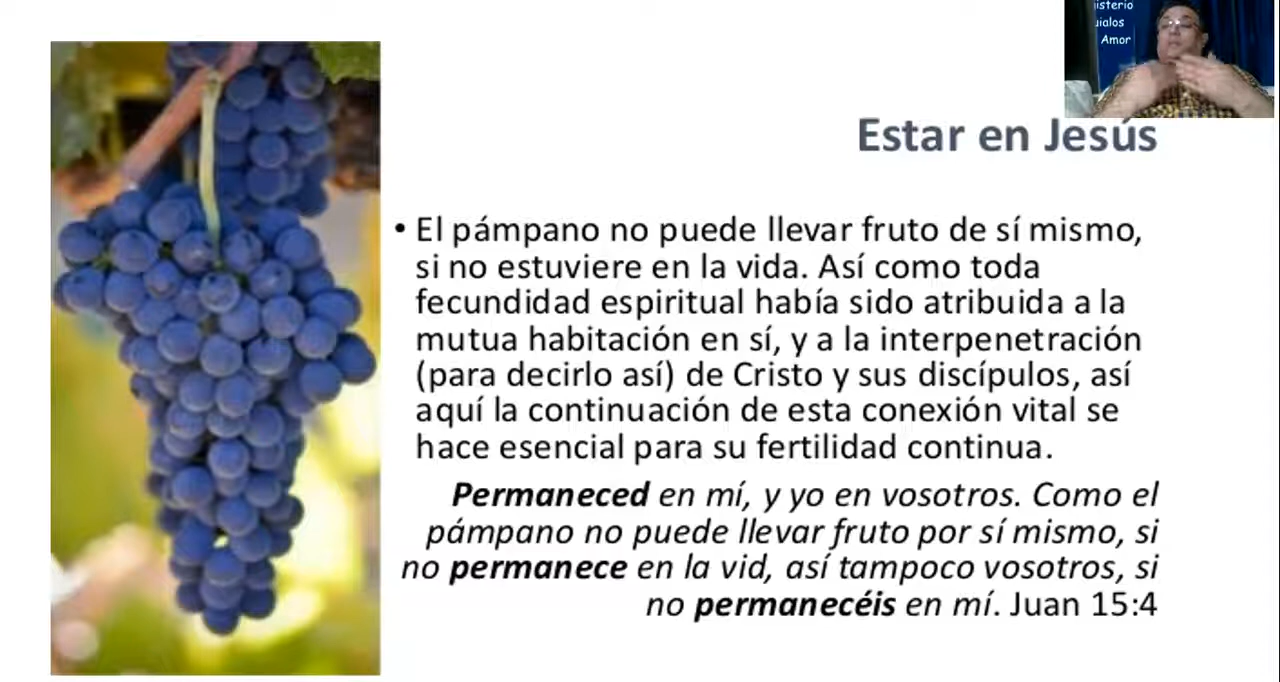 isterio
uialos
Amor
Estar en Jesús
• El pámpano no puede llevar fruto de sí mismo,
si no estuviere en la vida. Así como toda
fecundidad espiritual había sido atribuida a la
mutua habitación en sí, y a la interpenetración
(para decirlo así) de Cristo y sus discípulos, así
aquí la continuación de esta conexión vital se
hace esencial para su fertilidad continua.
Permaneced en mí, y yo en vosotros. Como el
pámpano no puede llevar fruto por sí mismo, si
no permanece en la vid, así tampoco vosotros, si
no permanecéis en mí. Juan 15:4